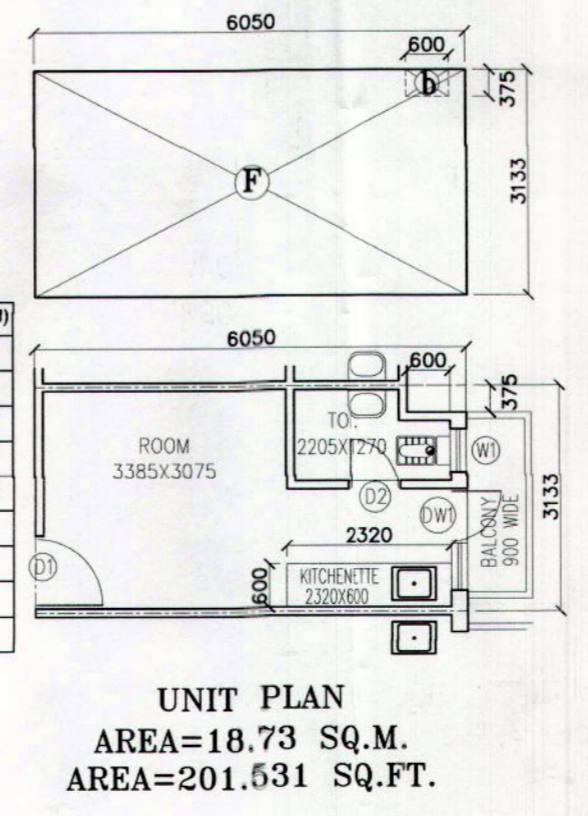 6050
600
b
375
F
3133
6050
600
375
TOI.
2205X1270
ROOM
3385X3075
W1
D2
DW1
BALCONY
900 WIDE
3133
2320
D1
600
KITCHENETTE
2320X600
UNIT PLAN
AREA=18.73 SQ.M.
AREA=201.531 SQ.FT.